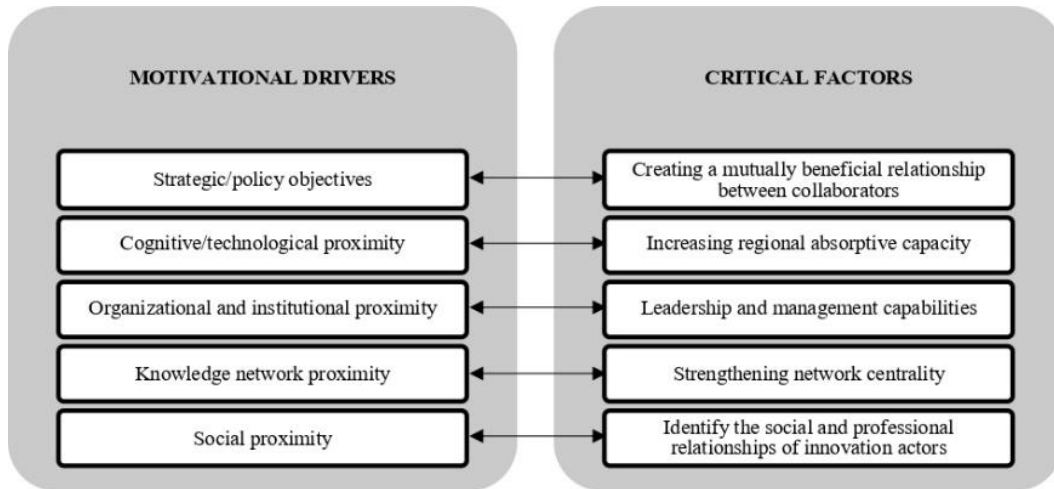 MOTIVATIONAL DRIVERS
CRITICAL FACTORS
Strategic/policy objectives
Creating a mutually beneficial relationship
between collaborators
Cognitive/technological proximity
Increasing regional absorptive capacity
Organizational and institutional proximity
Leadership and management capabilities
Knowledge network proximity
Strengthening network centrality
Social proximity
Identify the social and professional
relationships of innovation actors